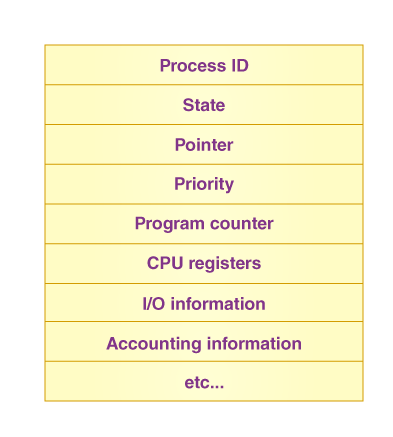 Process ID
State
Pointer
Priority
Program counter
CPU registers
I/O information
Accounting information
etc...